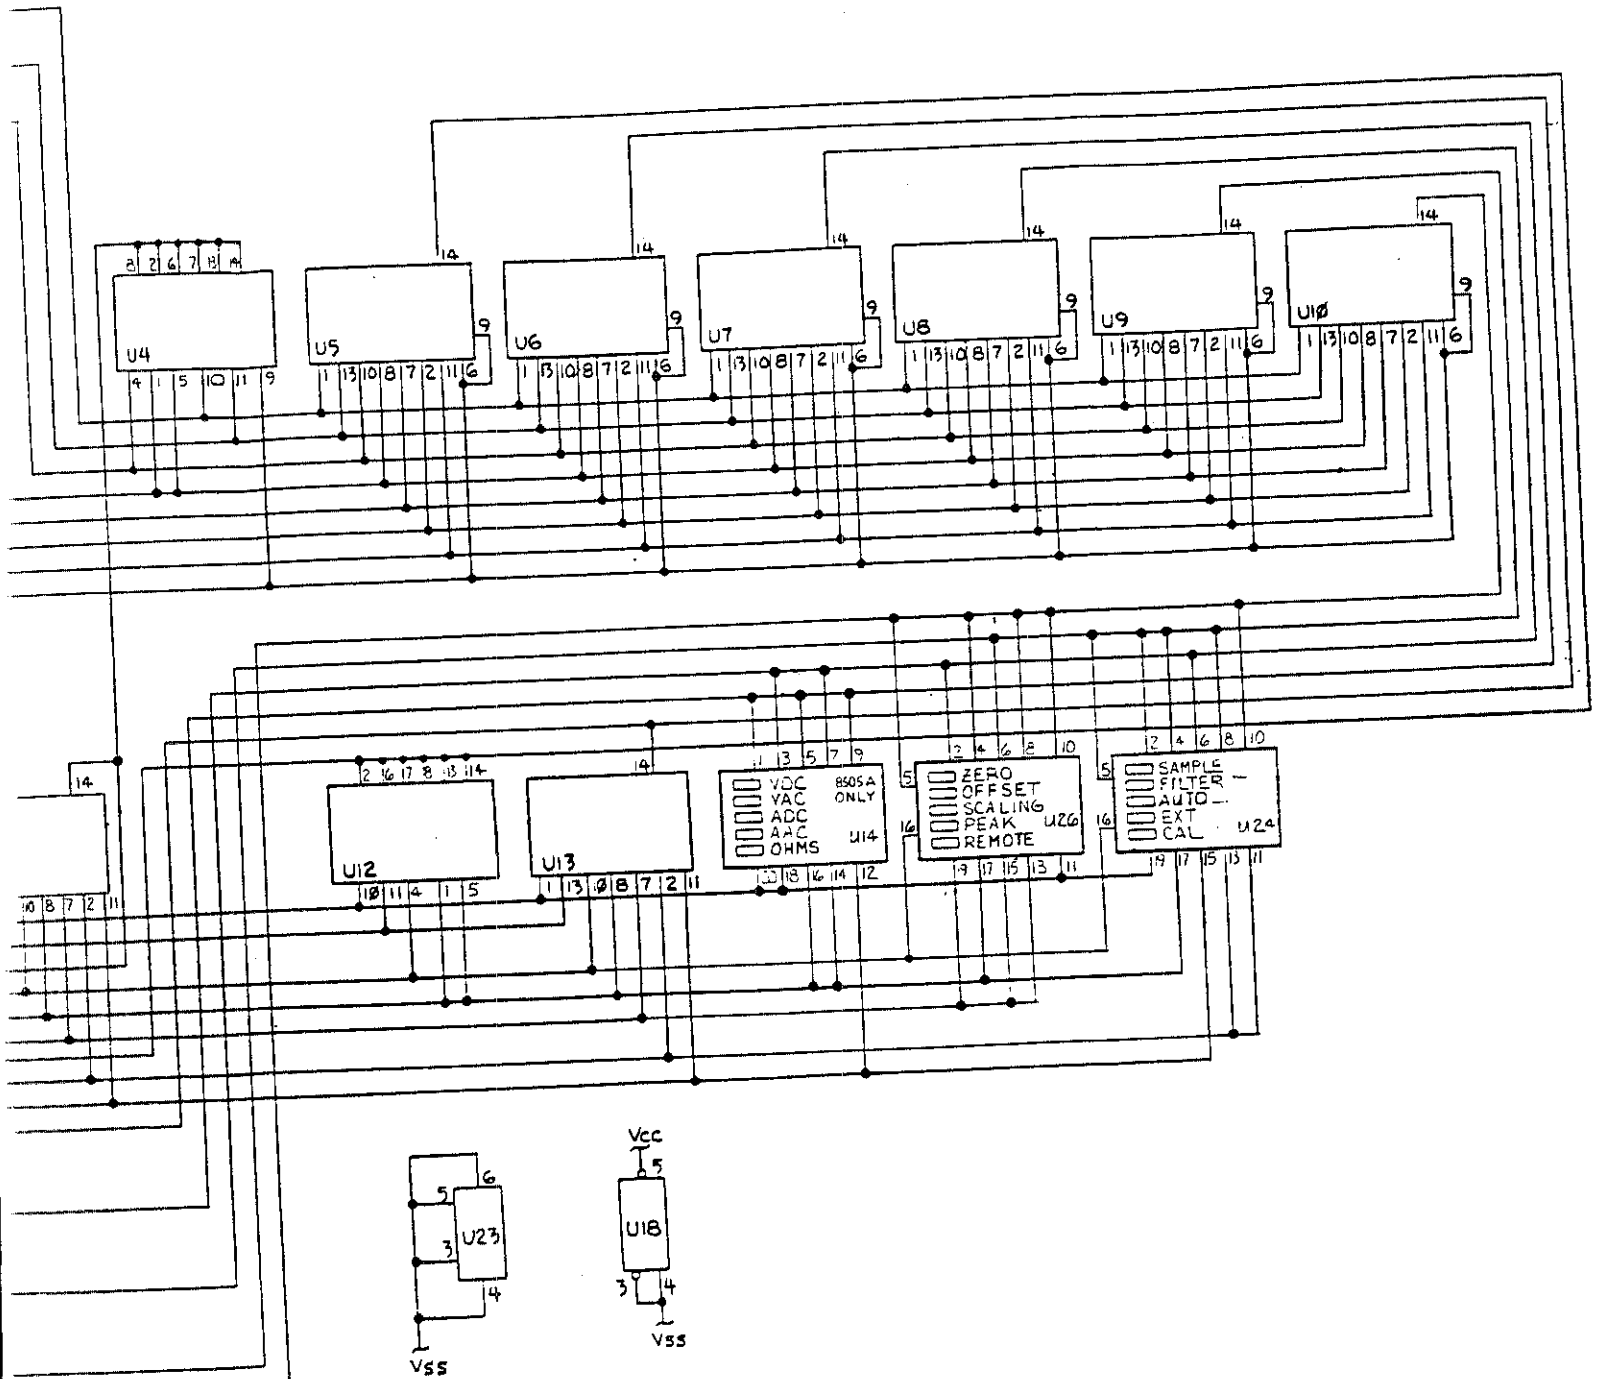 14
14
14
14
14
14
3 2 6 7 13 14
9
9
9
9
9
9
U4
U5
U6
U7
U8
U9
U10
4 1 5 10 11 9
1 13 10 8 7 2 11 6
1 13 10 8 7 2 11 6
1 13 10 8 7 2 11 6
1 13 10 8 7 2 11 6
1 13 10 8 7 2 11 6
1 13 10 8 7 2 11 6
14
2 16 17 8 13 14
14
1 3 5 7 9
2 4 6 8 10
2 4 6 8 10
U12
U13
VDC 8505A
VAC ONLY
ADC
AAC U14
OHMS
5
16
ZERO
OFFSET
SCALING
PEAK U26
REMOTE
5
16
SAMPLE
FILTER
AUTO
EXT
CAL U24
10 8 7 2 11
10 11 4 1 5
1 13 10 8 7 2 11
18 16 14 12
19 17 15 13 11
19 17 15 13 11
6
5
3
U23
4
VSS
VCC
5
U18
3 4
VSS